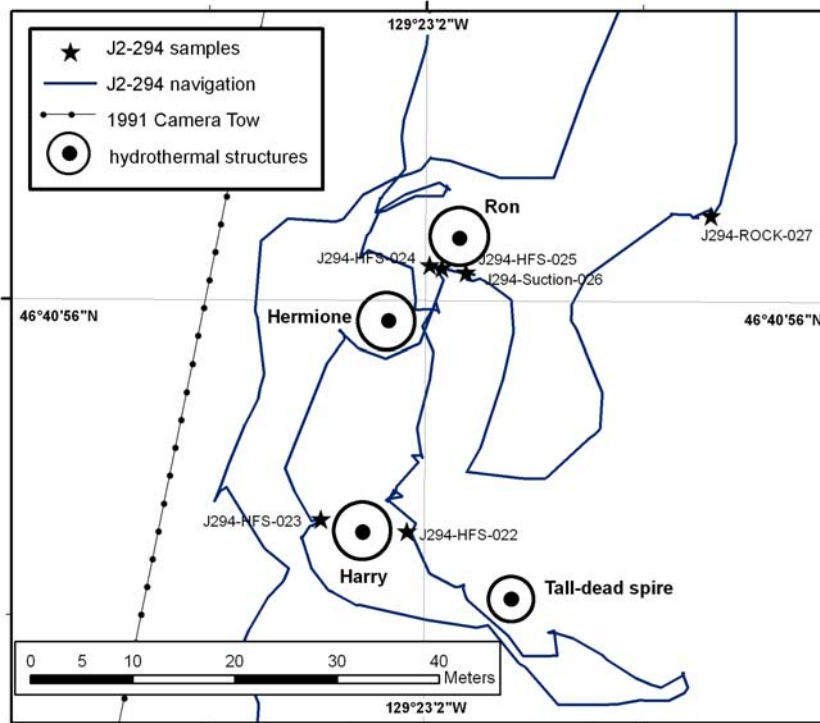 129°23'2"W
J2-294 samples
J2-294 navigation
1991 Camera Tow
hydrothermal structures
Ron
J294-ROCK-027
J294-HFS-024
J294-HFS-025
J294-Suction-026
Hermione
46°40'56"N
46°40'56"N
J294-HFS-023
J294-HFS-022
Harry
Tall-dead spire
0 5 10 20 30 40
Meters
129°23'2"W